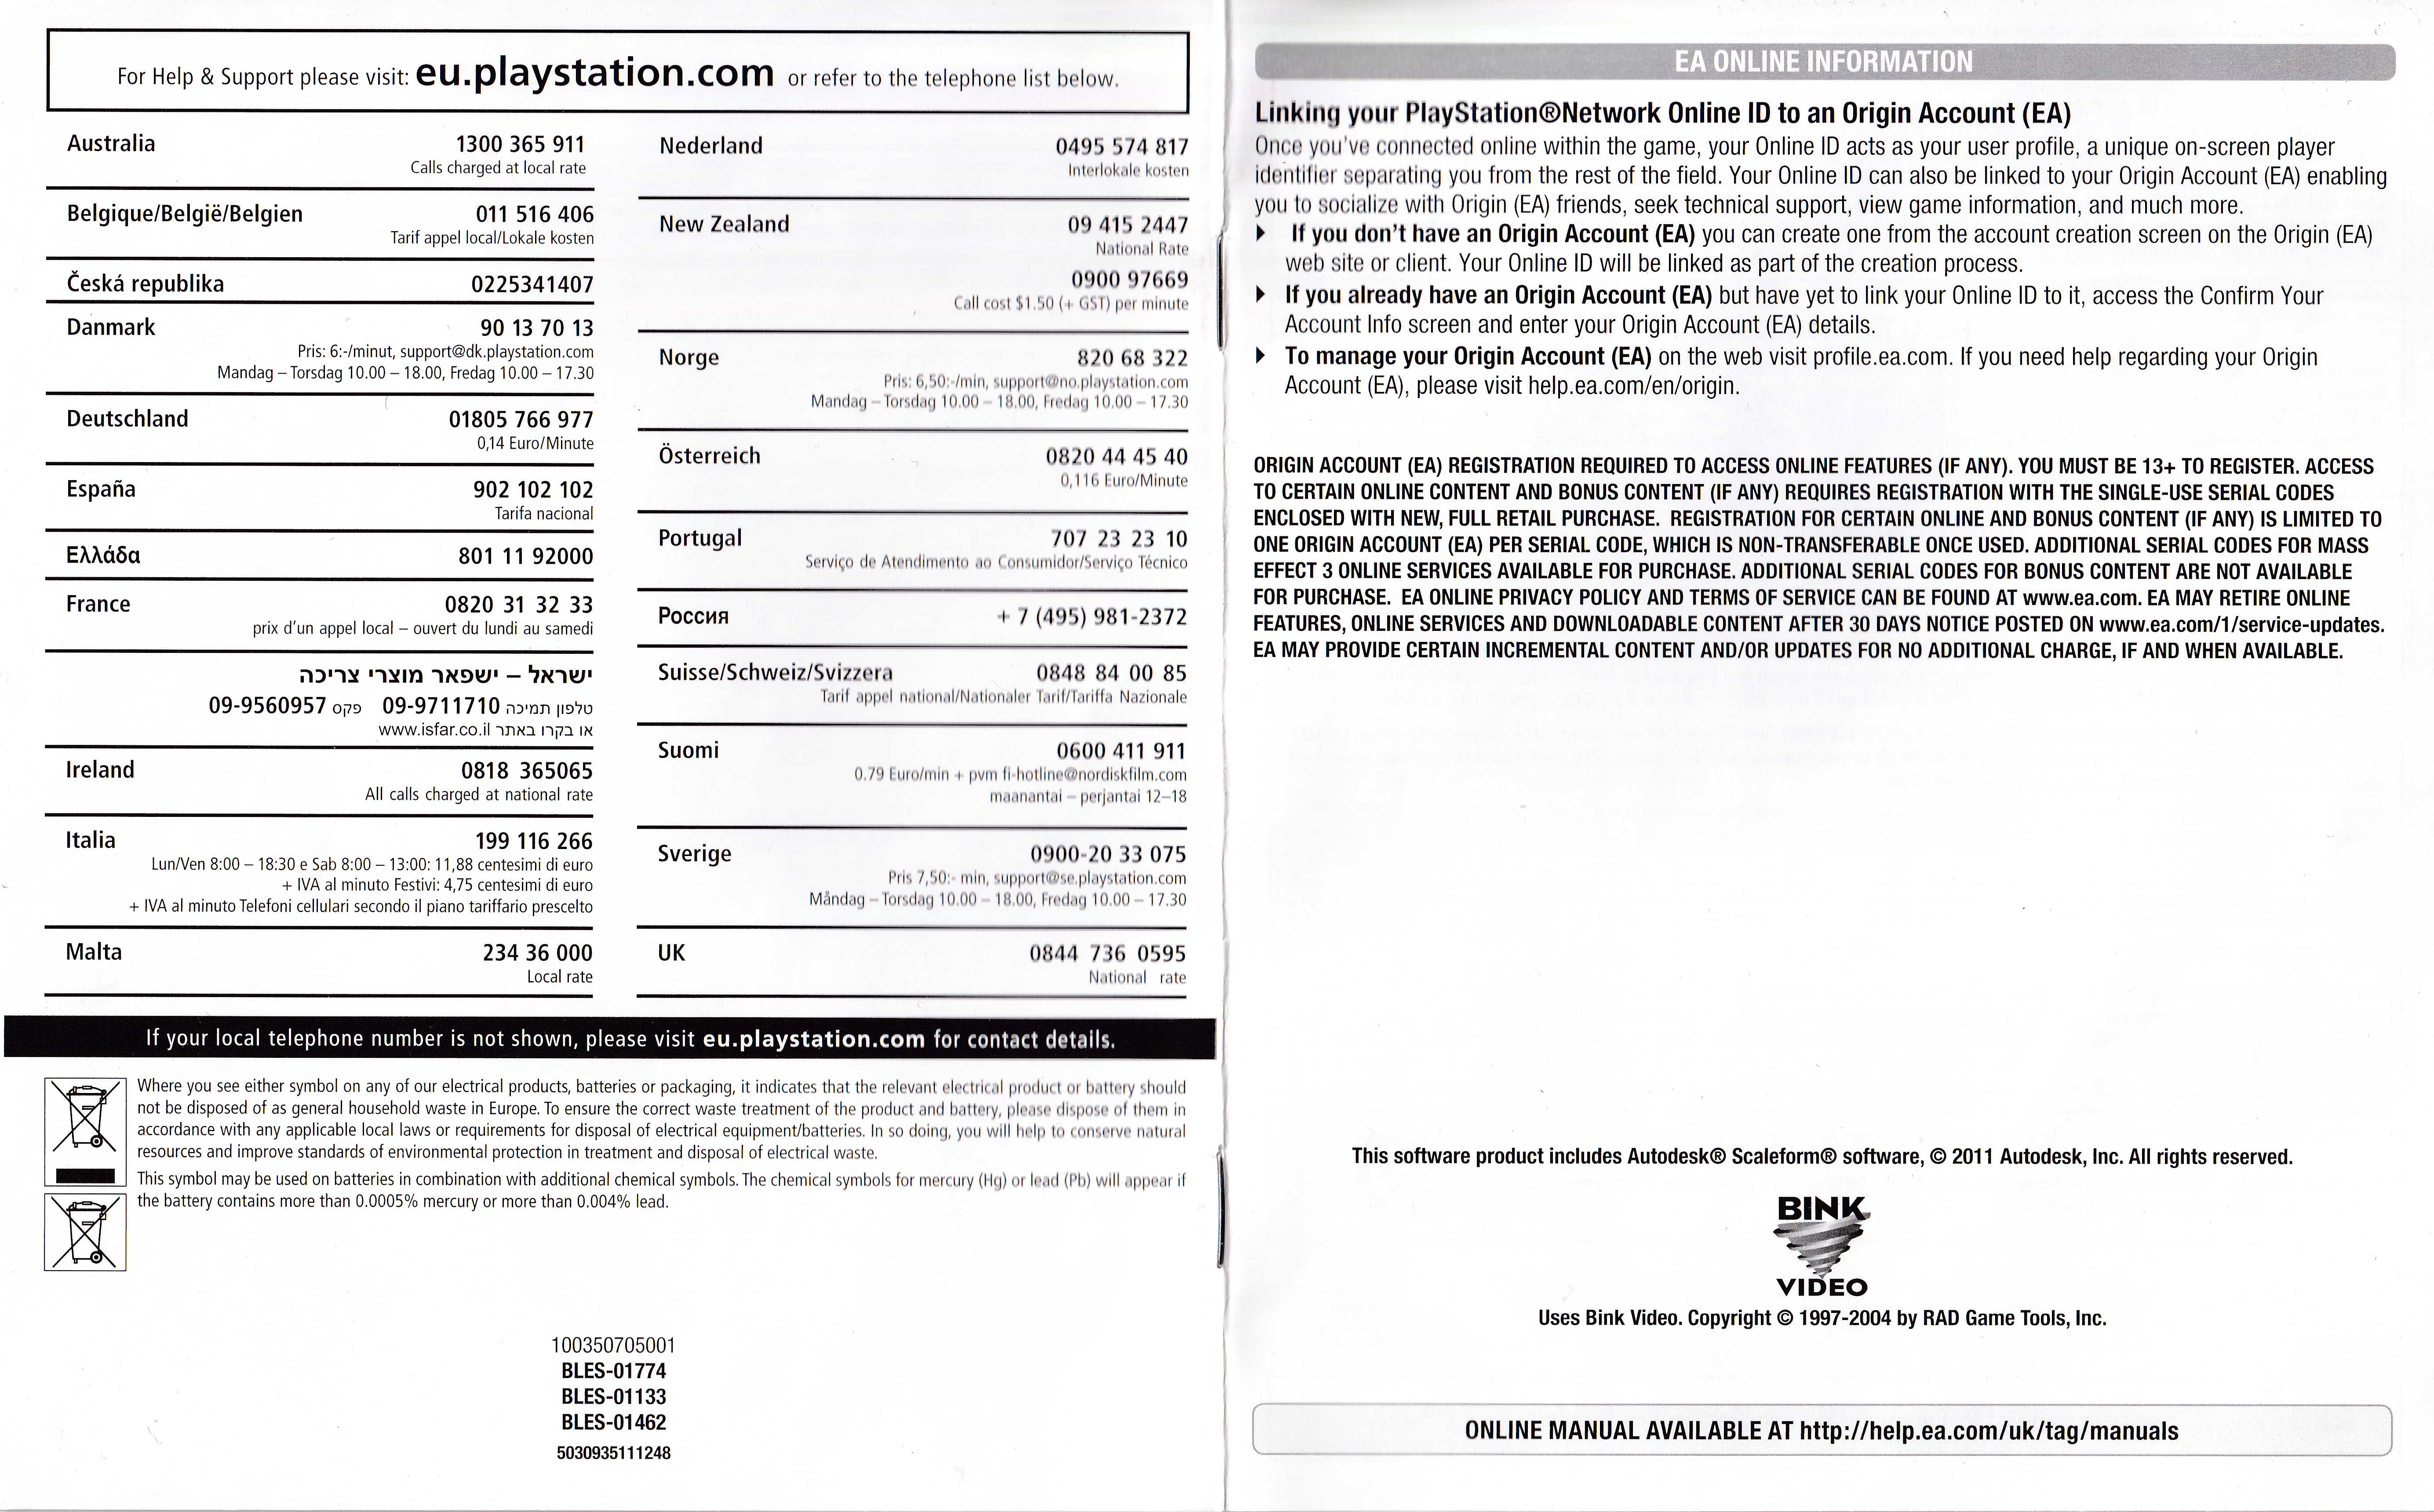 For Help & Support please visit: eu.playstation.com or refer to the telephone list below.
Australia 1300 365 911
Calls charged at local rate
Belgique/België/Belgien 011 516 406
Tarif appel local/Lokale kosten
Česká republika 0225341407
Danmark 90 13 70 13
Pris: 6:-/minut, support@dk.playstation.com
Mandag – Torsdag 10.00 – 18.00, Fredag 10.00 – 17.30
Deutschland 01805 766 977
0,14 Euro/Minute
España 902 102 102
Tarifa nacional
Ελλάδα 801 11 92000
France 0820 31 32 33
prix d'un appel local – ouvert du lundi au samedi
ישראל – ישפאר מוצרי צריכה
טלפון תמיכה 09-9711710 פקס 09-9560957
או בקרו באתר www.isfar.co.il
Ireland 0818 365065
All calls charged at national rate
Italia 199 116 266
Lun/Ven 8:00 – 18:30 e Sab 8:00 – 13:00: 11,88 centesimi di euro
+ IVA al minuto Festivi: 4,75 centesimi di euro
+ IVA al minuto Telefoni cellulari secondo il piano tariffario prescelto
Malta 234 36 000
Local rate
Nederland 0495 574 817
Interlokale kosten
New Zealand 09 415 2447
National Rate
0900 97669
Call cost $1.50 (+ GST) per minute
Norge 820 68 322
Pris: 6,50:-/min, support@no.playstation.com
Mandag – Torsdag 10.00 – 18.00, Fredag 10.00 – 17.30
Österreich 0820 44 45 40
0,116 Euro/Minute
Portugal 707 23 23 10
Serviço de Atendimento ao Consumidor/Serviço Técnico
Россия + 7 (495) 981-2372
Suisse/Schweiz/Svizzera 0848 84 00 85
Tarif appel national/Nationaler Tarif/Tariffa Nazionale
Suomi 0600 411 911
0.79 Euro/min + pvm fi-hotline@nordiskfilm.com
maanantai – perjantai 12–18
Sverige 0900-20 33 075
Pris 7,50:- min, support@se.playstation.com
Måndag – Torsdag 10.00 – 18.00, Fredag 10.00 – 17.30
UK 0844 736 0595
National rate
If your local telephone number is not shown, please visit eu.playstation.com for contact details.
Where you see either symbol on any of our electrical products, batteries or packaging, it indicates that the relevant electrical product or battery should
not be disposed of as general household waste in Europe. To ensure the correct waste treatment of the product and battery, please dispose of them in
accordance with any applicable local laws or requirements for disposal of electrical equipment/batteries. In so doing, you will help to conserve natural
resources and improve standards of environmental protection in treatment and disposal of electrical waste.
This symbol may be used on batteries in combination with additional chemical symbols. The chemical symbols for mercury (Hg) or lead (Pb) will appear if
the battery contains more than 0.0005% mercury or more than 0.004% lead.
100350705001
BLES-01774
BLES-01133
BLES-01462
5030935111248
EA ONLINE INFORMATION
Linking your PlayStation®Network Online ID to an Origin Account (EA)
Once you've connected online within the game, your Online ID acts as your user profile, a unique on-screen player
identifier separating you from the rest of the field. Your Online ID can also be linked to your Origin Account (EA) enabling
you to socialize with Origin (EA) friends, seek technical support, view game information, and much more.
If you don't have an Origin Account (EA) you can create one from the account creation screen on the Origin (EA)
web site or client. Your Online ID will be linked as part of the creation process.
If you already have an Origin Account (EA) but have yet to link your Online ID to it, access the Confirm Your
Account Info screen and enter your Origin Account (EA) details.
To manage your Origin Account (EA) on the web visit profile.ea.com. If you need help regarding your Origin
Account (EA), please visit help.ea.com/en/origin.
ORIGIN ACCOUNT (EA) REGISTRATION REQUIRED TO ACCESS ONLINE FEATURES (IF ANY). YOU MUST BE 13+ TO REGISTER. ACCESS
TO CERTAIN ONLINE CONTENT AND BONUS CONTENT (IF ANY) REQUIRES REGISTRATION WITH THE SINGLE-USE SERIAL CODES
ENCLOSED WITH NEW, FULL RETAIL PURCHASE. REGISTRATION FOR CERTAIN ONLINE AND BONUS CONTENT (IF ANY) IS LIMITED TO
ONE ORIGIN ACCOUNT (EA) PER SERIAL CODE, WHICH IS NON-TRANSFERABLE ONCE USED. ADDITIONAL SERIAL CODES FOR MASS
EFFECT 3 ONLINE SERVICES AVAILABLE FOR PURCHASE. ADDITIONAL SERIAL CODES FOR BONUS CONTENT ARE NOT AVAILABLE
FOR PURCHASE. EA ONLINE PRIVACY POLICY AND TERMS OF SERVICE CAN BE FOUND AT www.ea.com. EA MAY RETIRE ONLINE
FEATURES, ONLINE SERVICES AND DOWNLOADABLE CONTENT AFTER 30 DAYS NOTICE POSTED ON www.ea.com/1/service-updates.
EA MAY PROVIDE CERTAIN INCREMENTAL CONTENT AND/OR UPDATES FOR NO ADDITIONAL CHARGE, IF AND WHEN AVAILABLE.
This software product includes Autodesk® Scaleform® software, © 2011 Autodesk, Inc. All rights reserved.
BINK
VIDEO
Uses Bink Video. Copyright © 1997-2004 by RAD Game Tools, Inc.
ONLINE MANUAL AVAILABLE AT http://help.ea.com/uk/tag/manuals